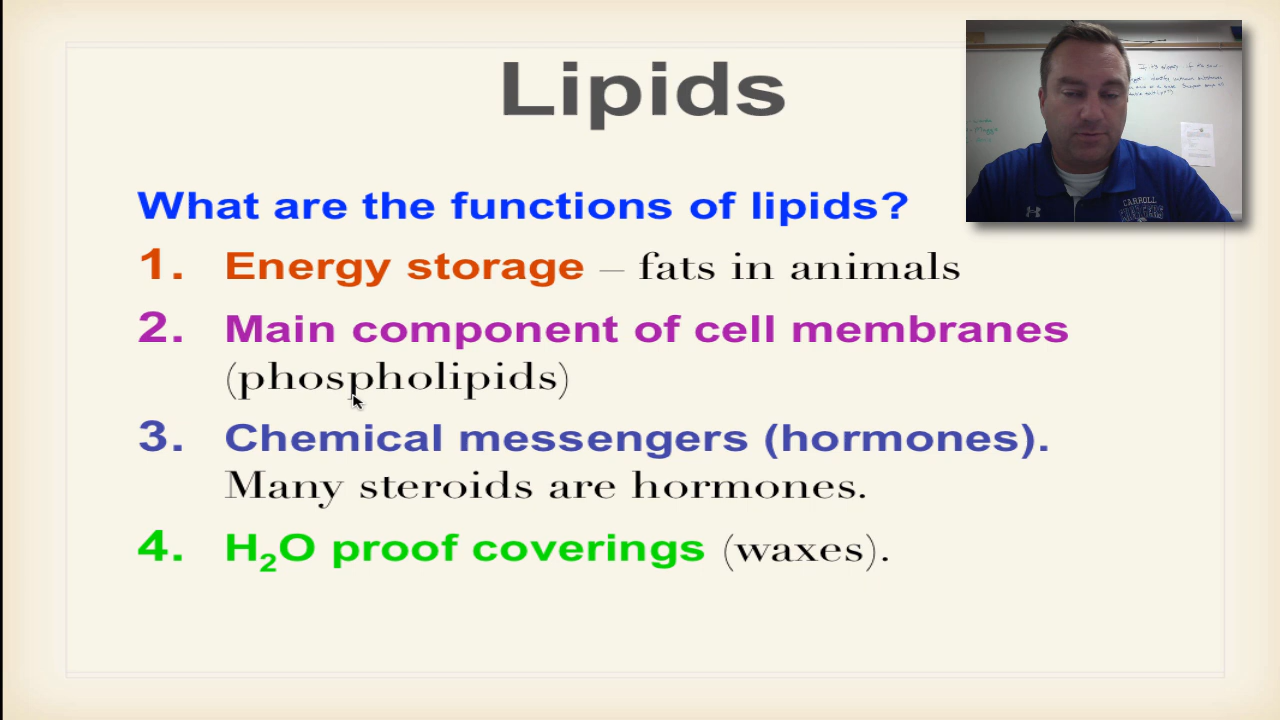 Lipids
What are the functions of lipids?
1. Energy storage – fats in animals
2. Main component of cell membranes
(phospholipids)
3. Chemical messengers (hormones).
Many steroids are hormones.
4. H₂O proof coverings (waxes).
CARROLL